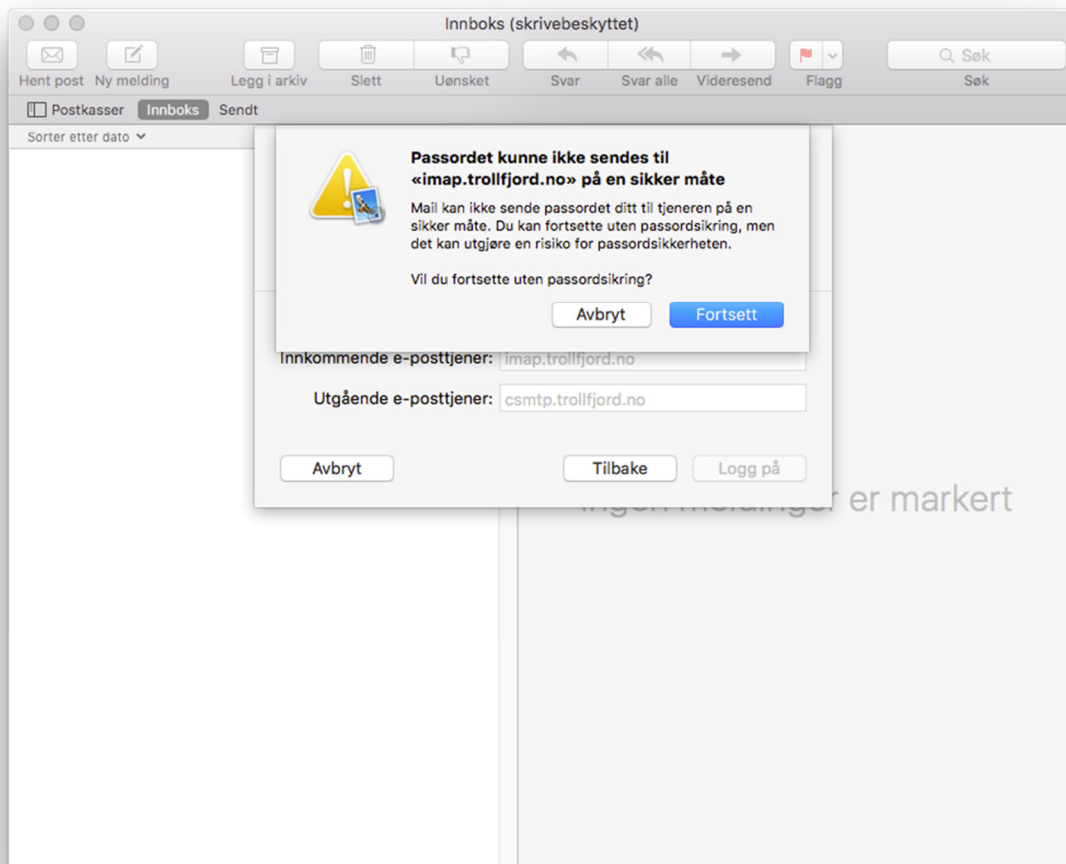 Innboks (skrivebeskyttet)
Hent post Ny melding Legg i arkiv Slett Uønsket Svar Svar alle Videresend Flagg Søk
Søk
Postkasser Innboks Sendt
Sorter etter dato
Passordet kunne ikke sendes til
«imap.trollfjord.no» på en sikker måte
Mail kan ikke sende passordet ditt til tjeneren på en
sikker måte. Du kan fortsette uten passordsikring, men
det kan utgjøre en risiko for passordsikkerheten.
Vil du fortsette uten passordsikring?
Avbryt Fortsett
Innkommende e-posttjener: imap.trollfjord.no
Utgående e-posttjener: csmtp.trollfjord.no
Avbryt Tilbake Logg på
Ingen meldinger er markert